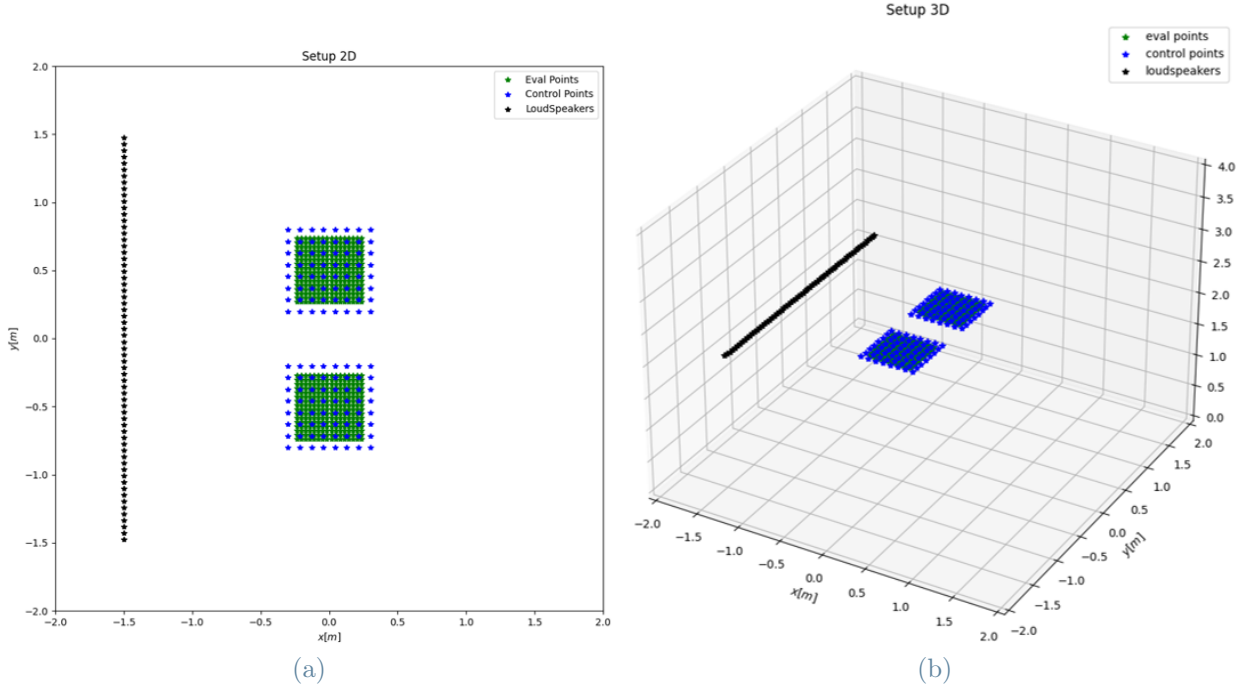 Setup 2D
Eval Points
Control Points
LoudSpeakers
2.0
1.5
1.0
0.5
0.0
−0.5
−1.0
−1.5
−2.0
y[m]
−2.0 −1.5 −1.0 −0.5 0.0 0.5 1.0 1.5 2.0
x[m]
(a)
Setup 3D
eval points
control points
loudspeakers
4.0
3.5
3.0
2.5
2.0
1.5
1.0
0.5
0.0
2.0
1.5
1.0
0.5
0.0
−0.5
−1.0
−1.5
−2.0
y[m]
−2.0
−1.5
−1.0
−0.5
0.0
0.5
1.0
1.5
2.0
x[m]
(b)